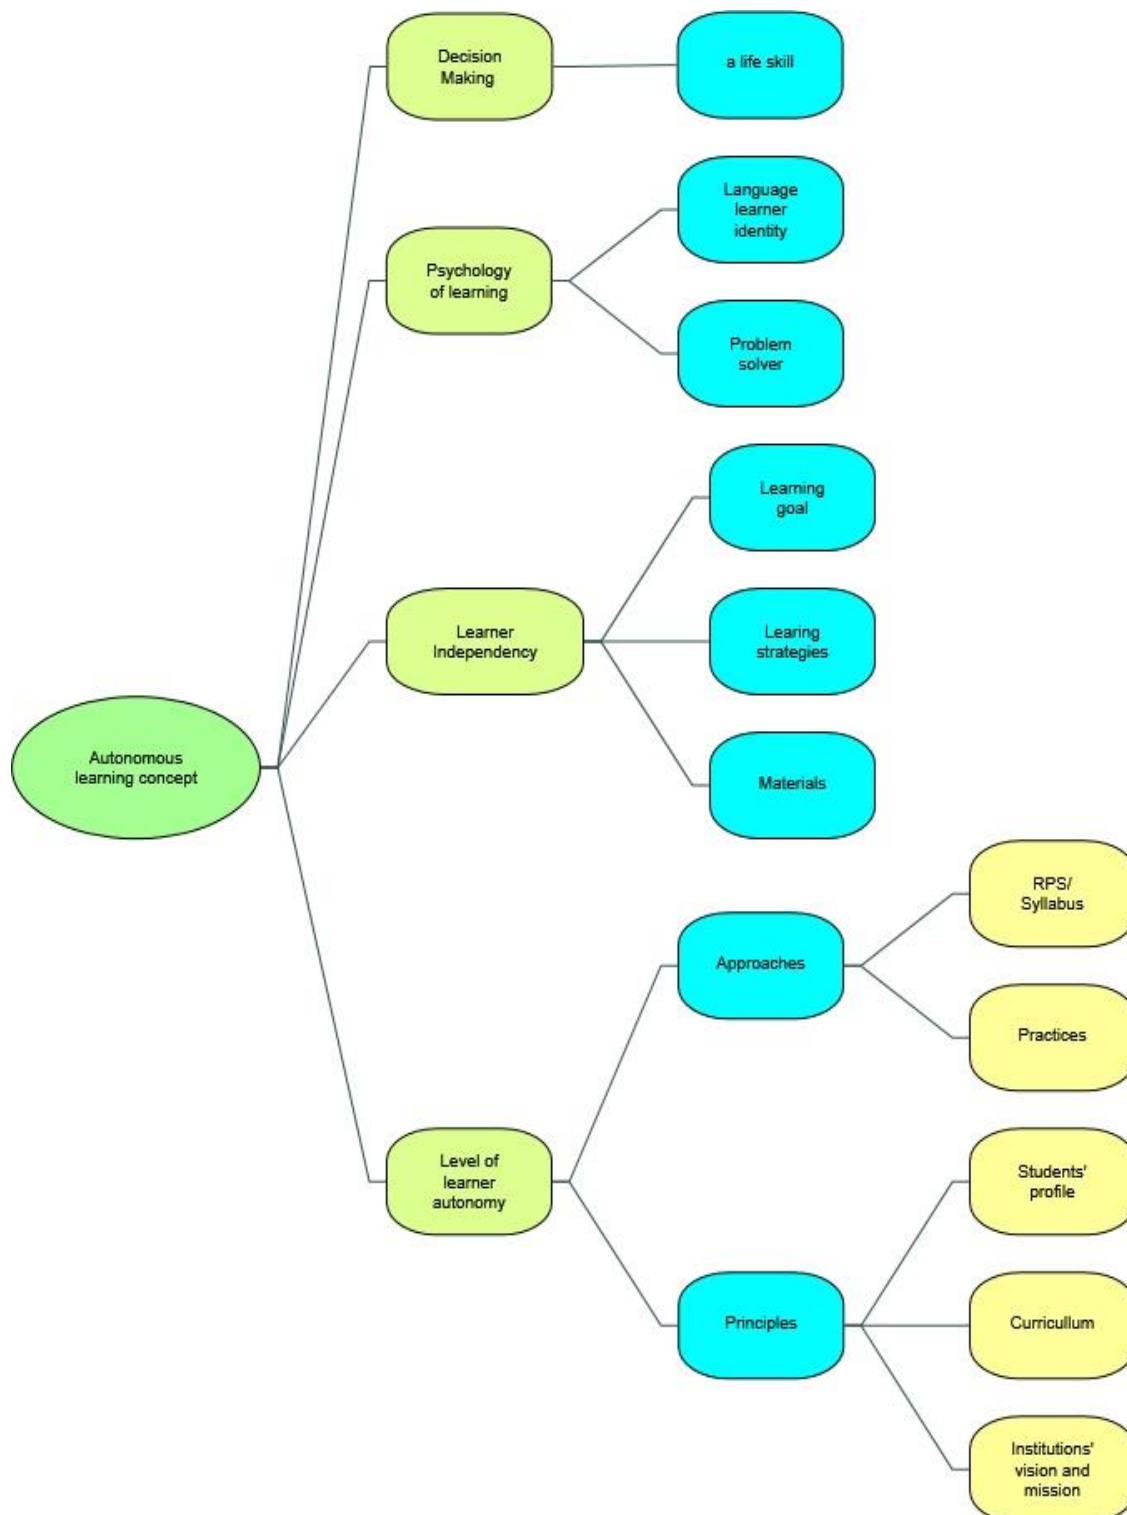 Decision
Making
a life skill
Language
learner
identity
Psychology
of learning
Problem
solver
Learning
goal
Learner
Independency
Learing
strategies
Autonomous
learning concept
Materials
RPS/
Syllabus
Approaches
Practices
Level of
learner
autonomy
Students'
profile
Principles
Curricullum
Institutions'
vision and
mission